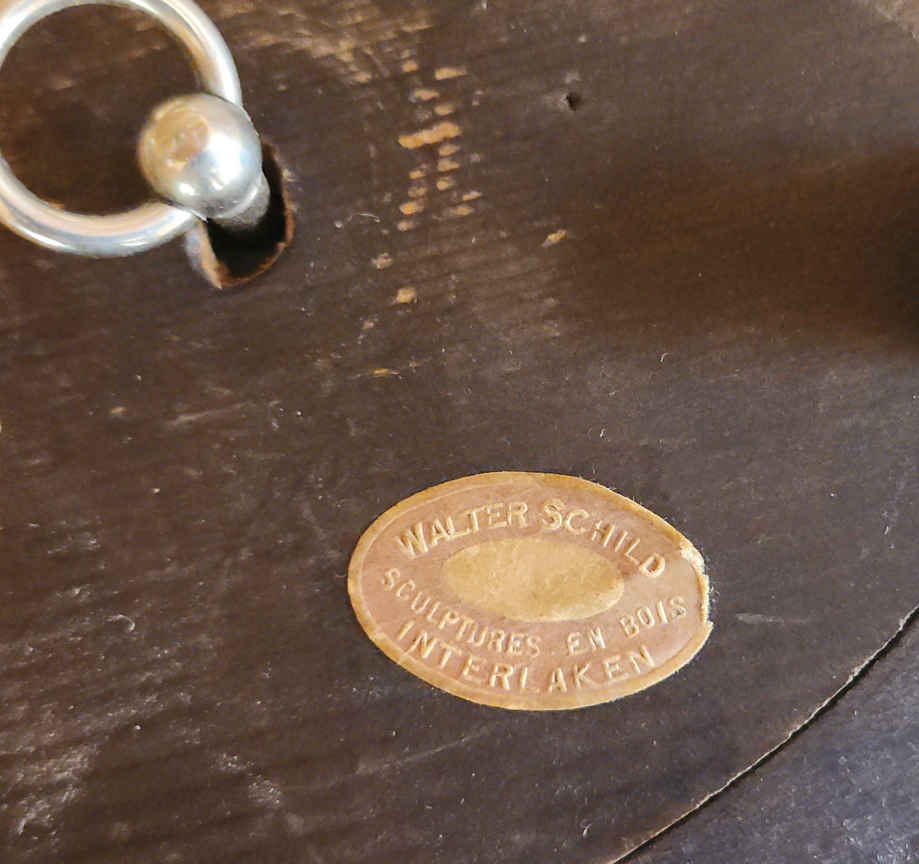 WALTER SCHILD
SCULPTURES EN BOIS
INTERLAKEN